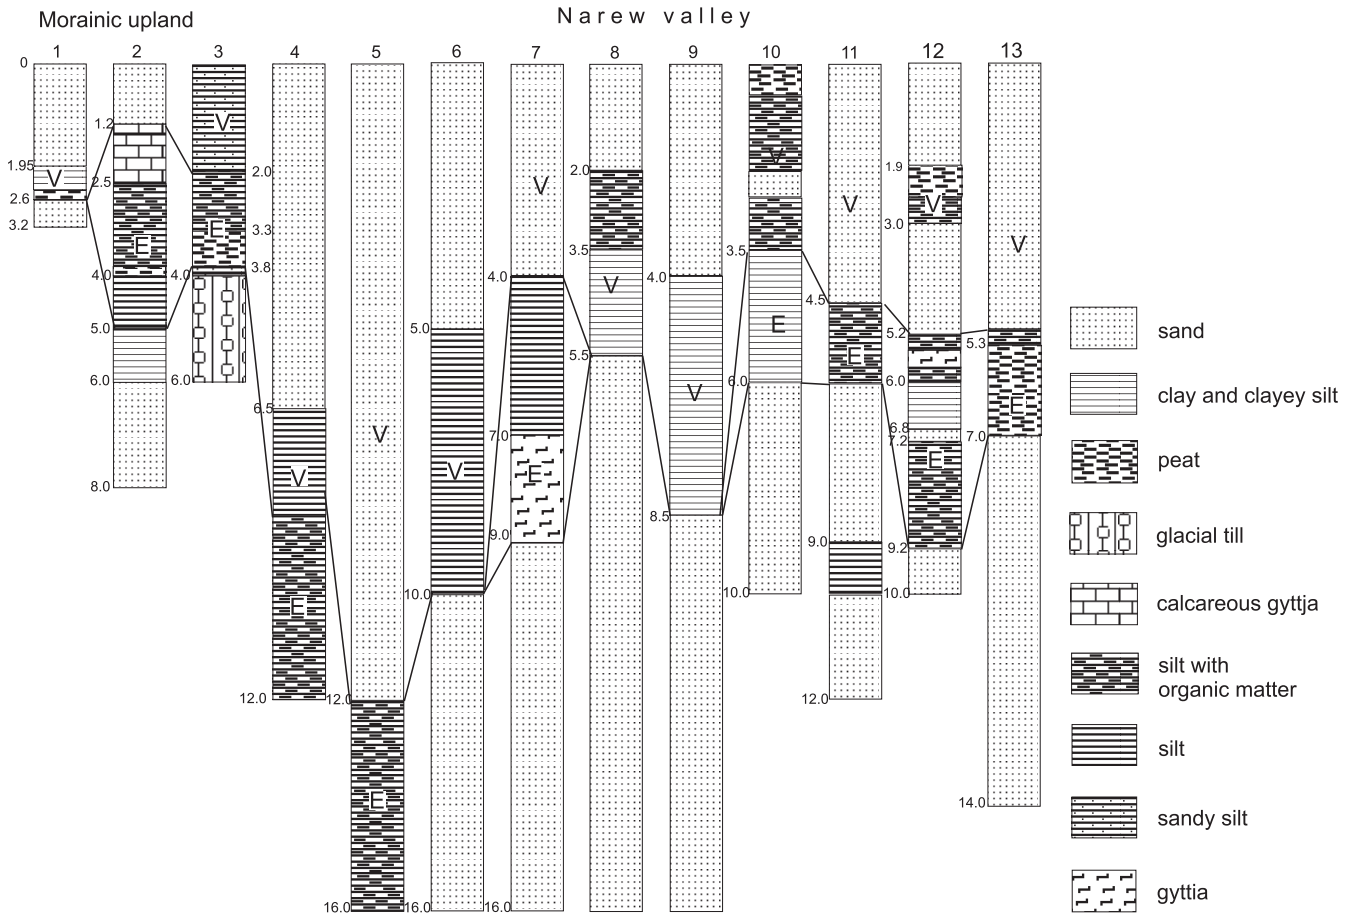 Morainic upland
Narew valley
1 2 3 4 5 6 7 8 9 10 11 12 13
0
1.95
2.6
3.2
V
1.2
2.5
4.0
5.0
6.0
8.0
E
2.0
3.3
3.8
4.0
6.0
V
E
6.5
12.0
V
E
12.0
16.0
V
E
5.0
10.0
16.0
V
4.0
7.0
9.0
16.0
V
E
2.0
3.5
5.5
V
4.0
8.5
V
3.5
6.0
10.0
V
E
4.5
9.0
12.0
V
E
1.9
3.0
5.2
6.0
6.8
7.2
9.2
10.0
V
E
5.3
7.0
14.0
V
E
sand
clay and clayey silt
peat
glacial till
calcareous gyttja
silt with
organic matter
silt
sandy silt
gyttia